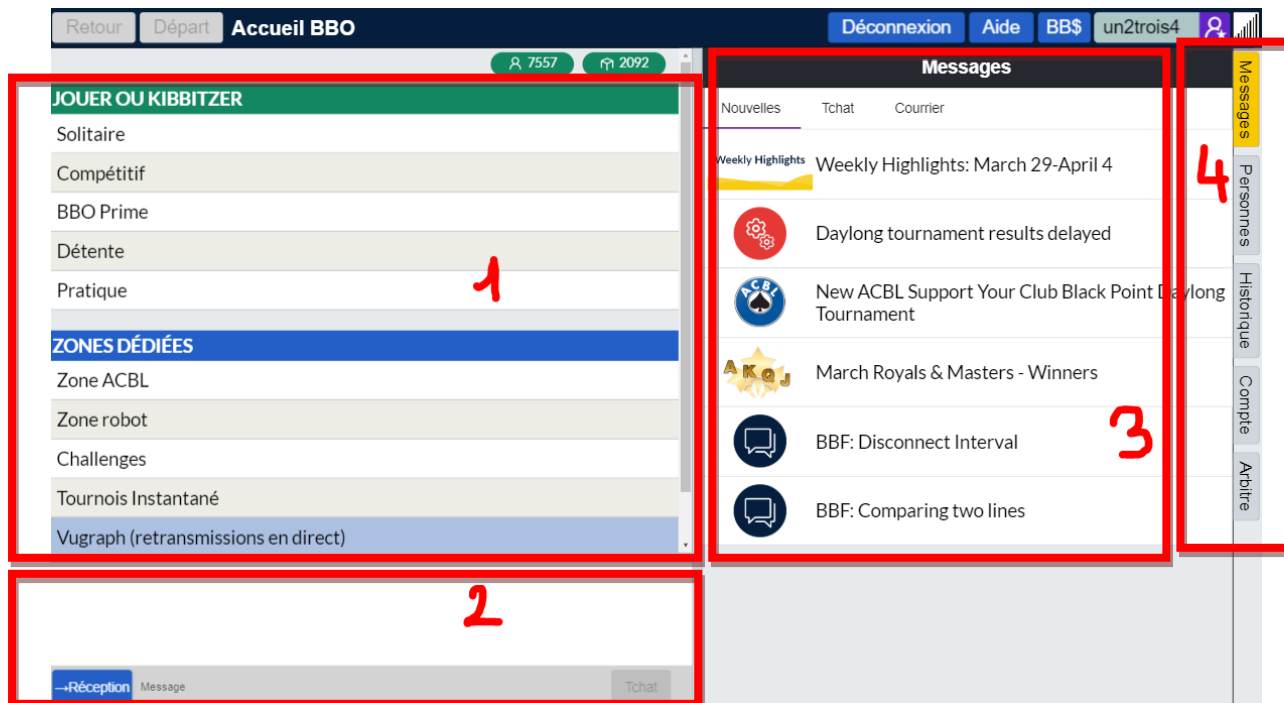 Retour Départ Accueil BBO Déconnexion Aide BB$ un2trois4
7557 2092
JOUER OU KIBBITZER
Solitaire
Compétitif
BBO Prime
Détente
Pratique
1
ZONES DÉDIÉES
Zone ACBL
Zone robot
Challenges
Tournois Instantané
Vugraph (retransmissions en direct)
2
→Réception Message Tchat
Messages
Nouvelles Tchat Courrier
Weekly Highlights Weekly Highlights: March 29-April 4
Daylong tournament results delayed
ACBL New ACBL Support Your Club Black Point Daylong
Tournament
A K Q J March Royals & Masters - Winners
BBF: Disconnect Interval
BBF: Comparing two lines
3
4
Messages
Personnes
Historique
Compte
Arbitre